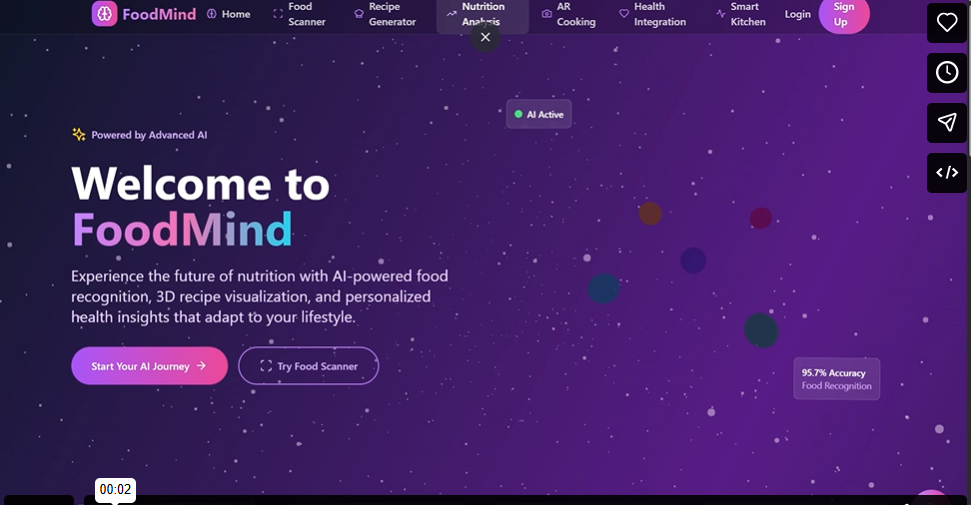 FoodMind
Home
Food
Scanner
Recipe
Generator
Nutrition
Analysis
AR
Cooking
Health
Integration
Smart
Kitchen
Login
Sign
Up
AI Active
Powered by Advanced AI
Welcome to
FoodMind
Experience the future of nutrition with AI-powered food
recognition, 3D recipe visualization, and personalized
health insights that adapt to your lifestyle.
Start Your AI Journey
Try Food Scanner
95.7% Accuracy
Food Recognition
00:02